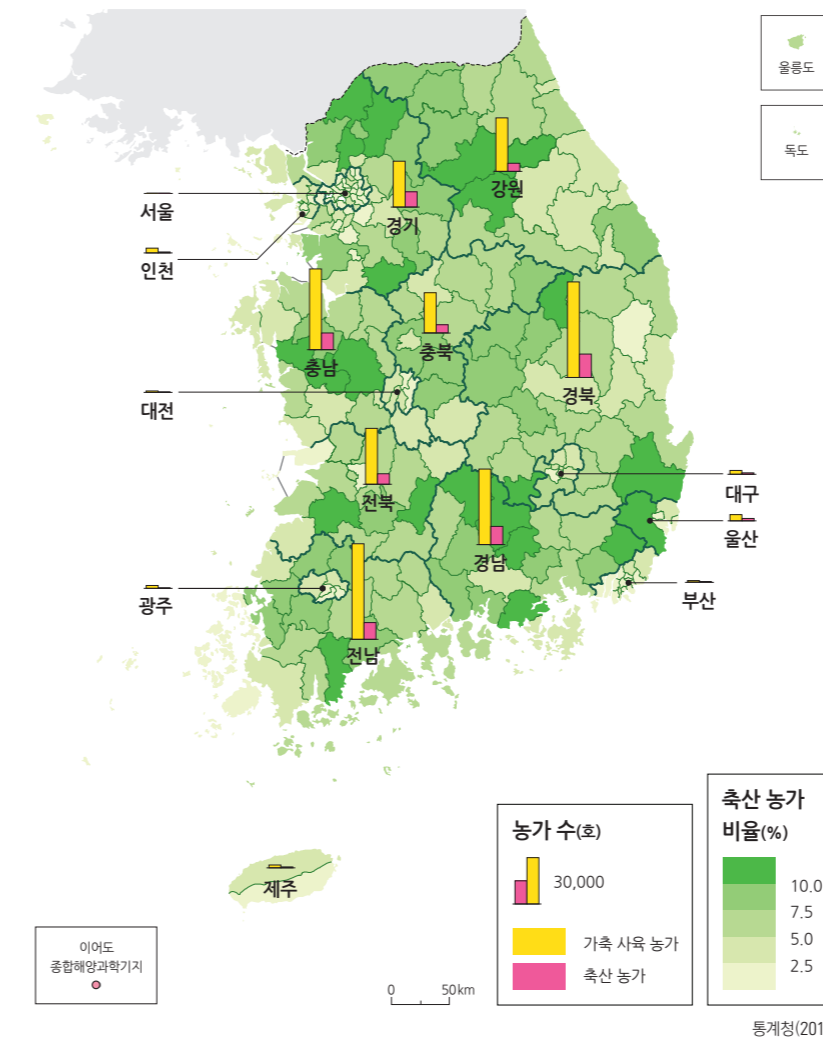 울릉도
독도
서울
인천
경기
강원
충남
충북
경북
대전
전북
대구
경남
울산
광주
부산
전남
제주
이어도
종합해양과학기지
0 50km
농가 수(호)
30,000
가축 사육 농가
축산 농가
축산 농가
비율(%)
10.0
7.5
5.0
2.5
통계청(201